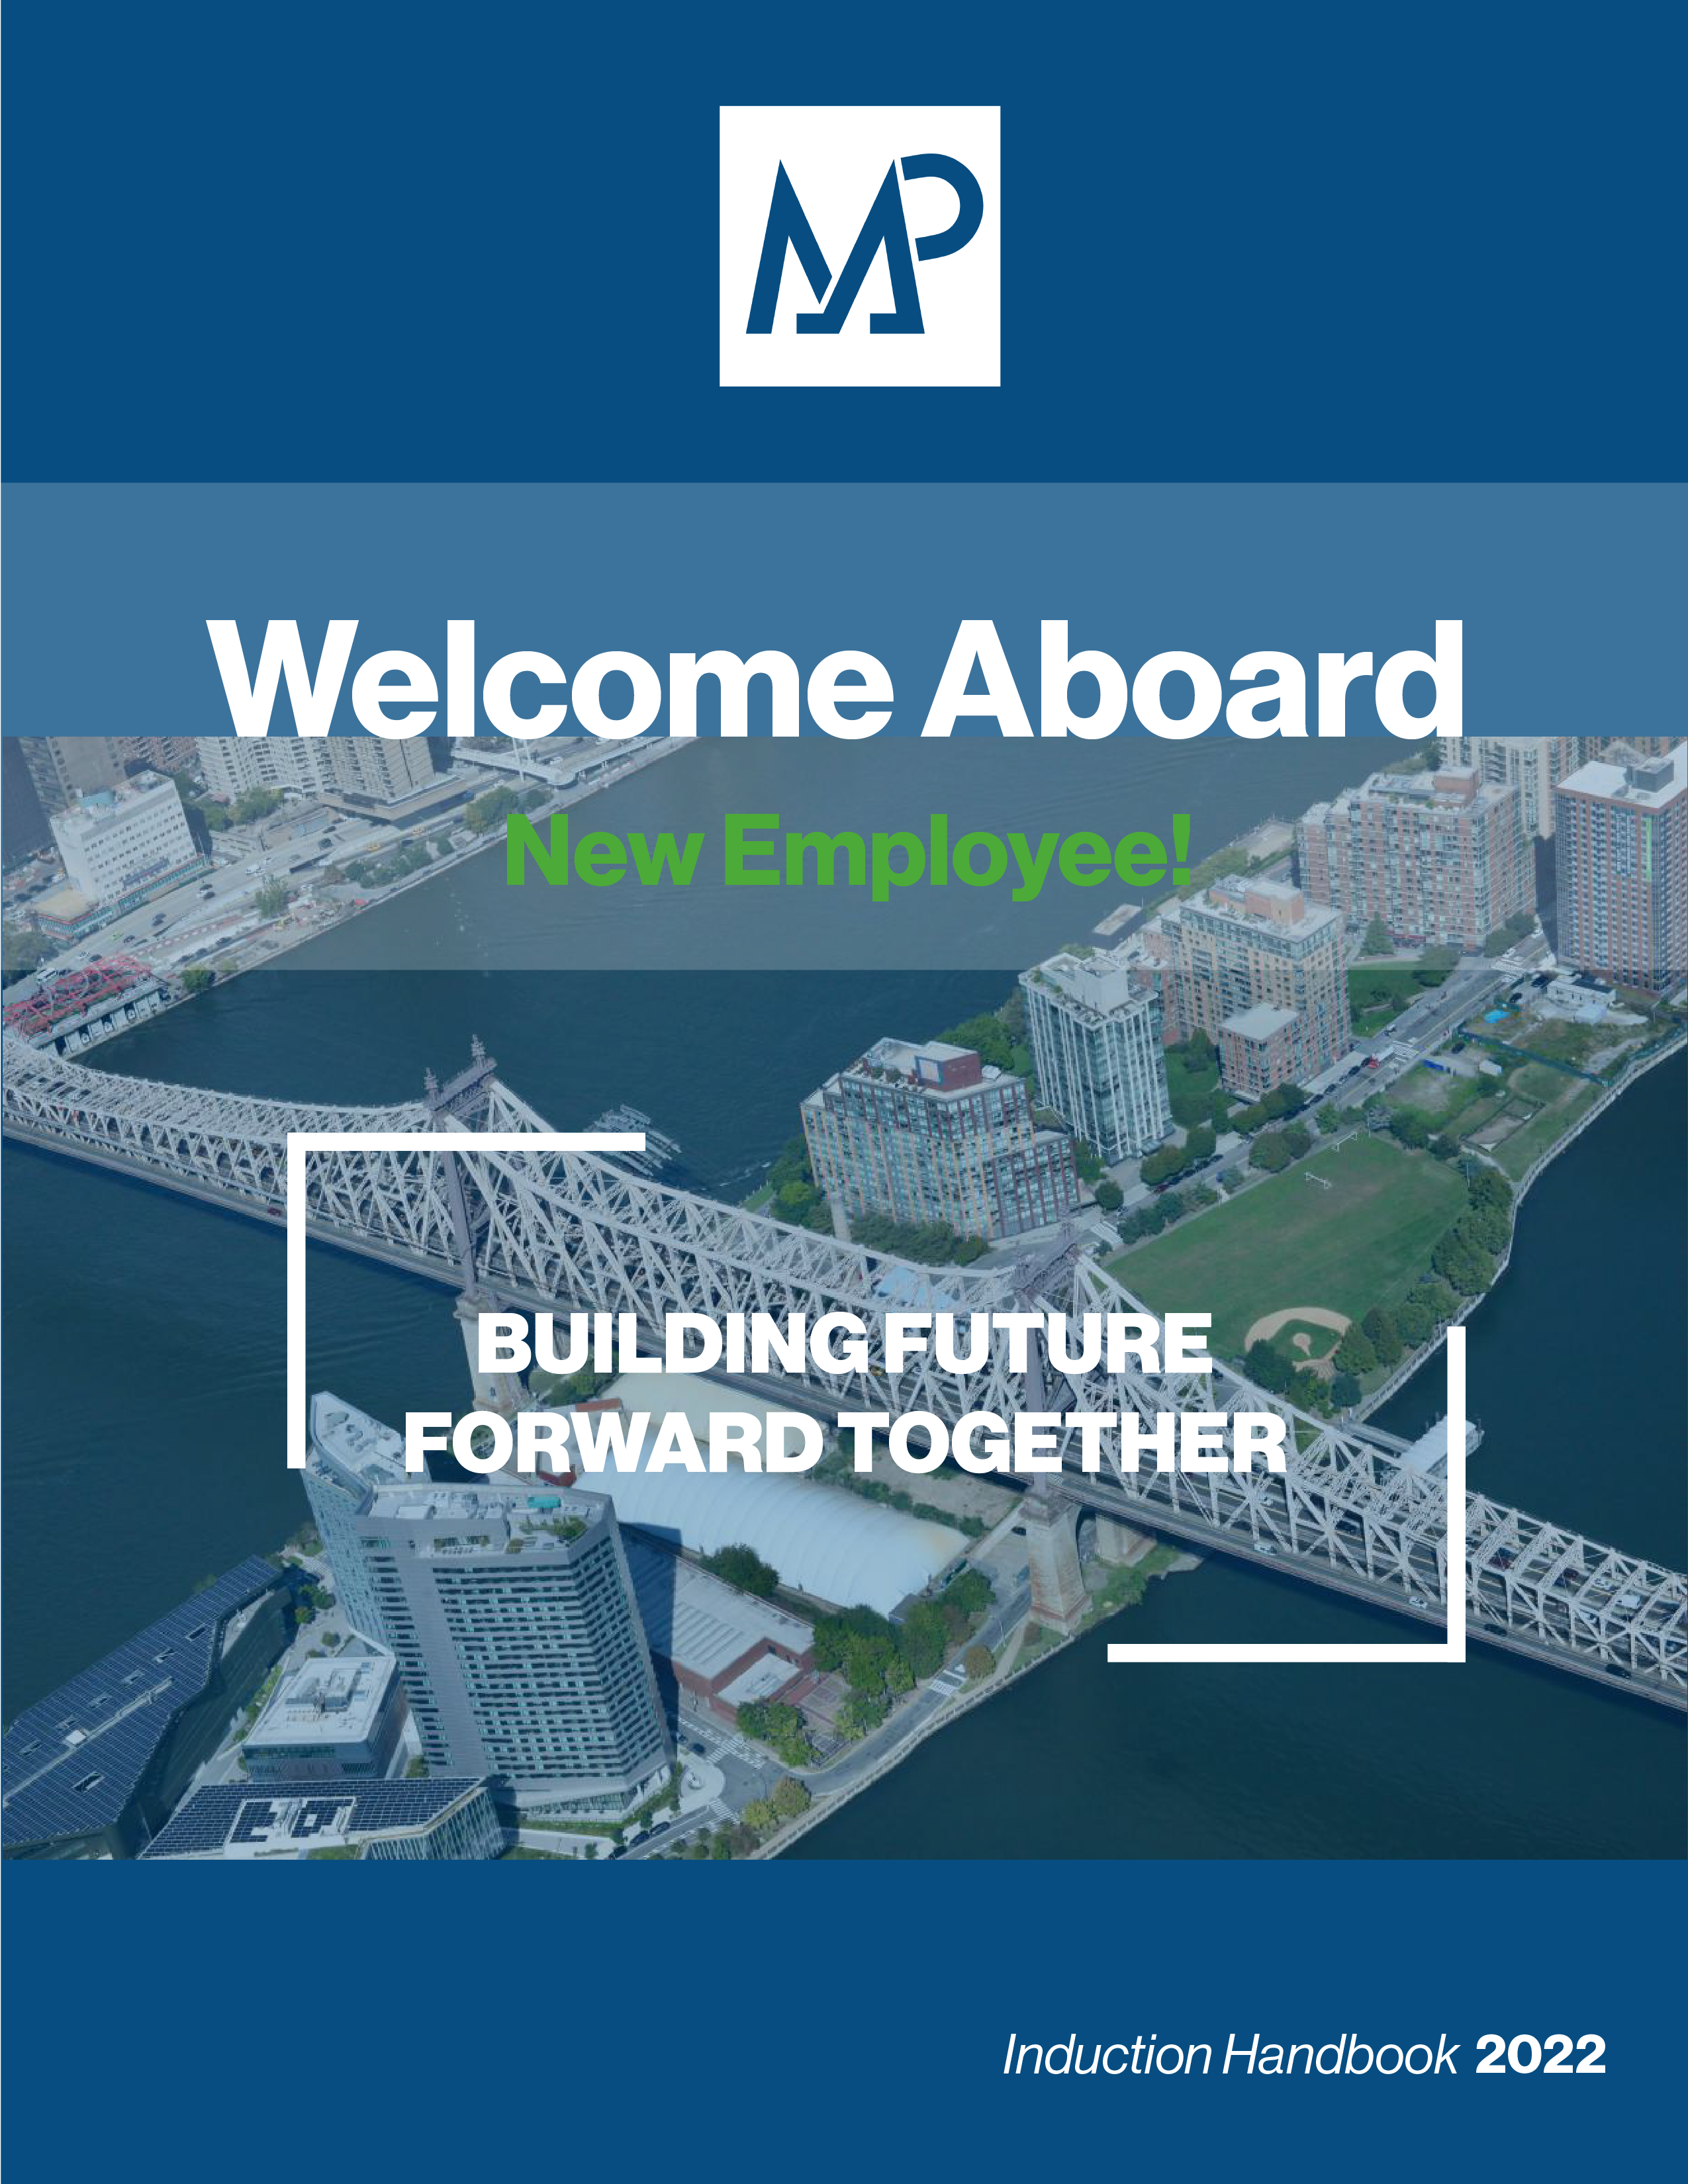 MP
Welcome Aboard
New Employee!
BUILDING FUTURE
FORWARD TOGETHER
Induction Handbook 2022